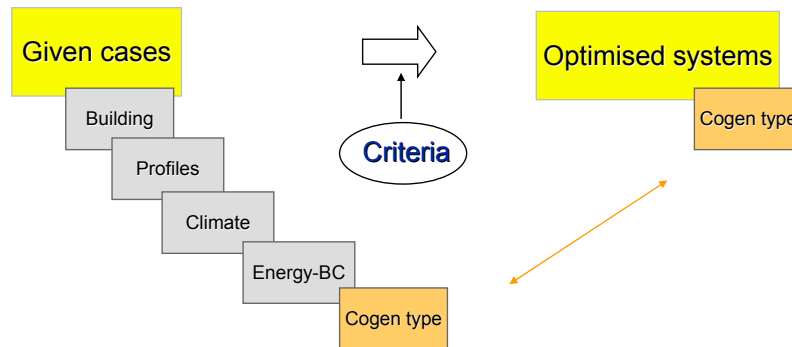 Given cases
Optimised systems
Building
Cogen type
Profiles
Criteria
Climate
Energy-BC
Cogen type